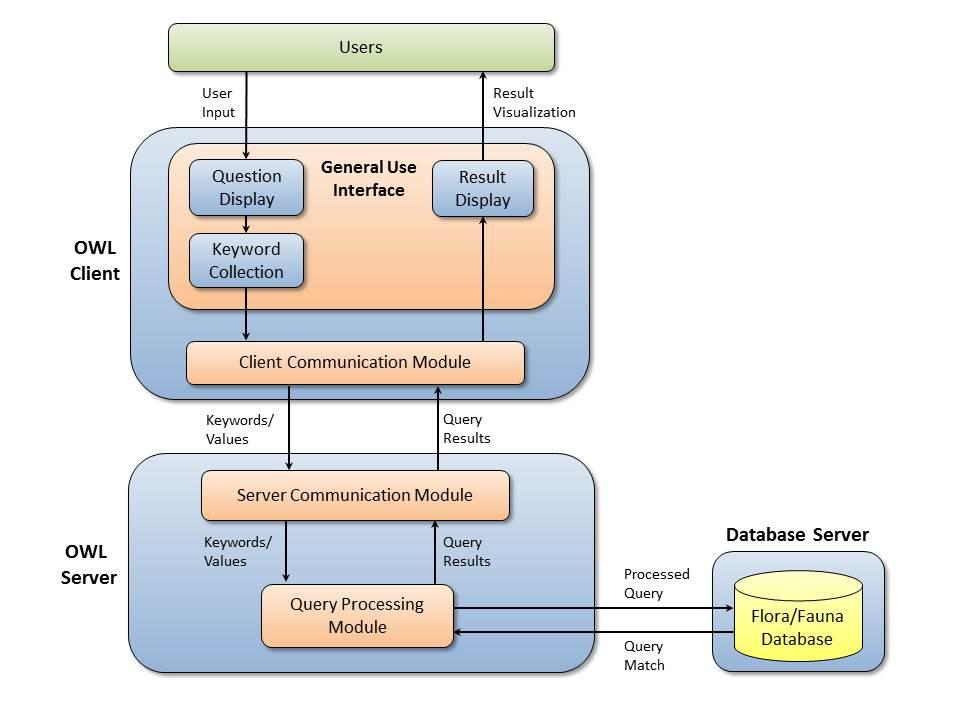 Users
User
Input
Result
Visualization
General Use
Interface
Question
Display
Result
Display
OWL
Client
Keyword
Collection
Client Communication Module
Keywords/
Values
Query
Results
Server Communication Module
OWL
Server
Keywords/
Values
Query
Results
Query Processing
Module
Processed
Query
Query
Match
Database Server
Flora/Fauna
Database